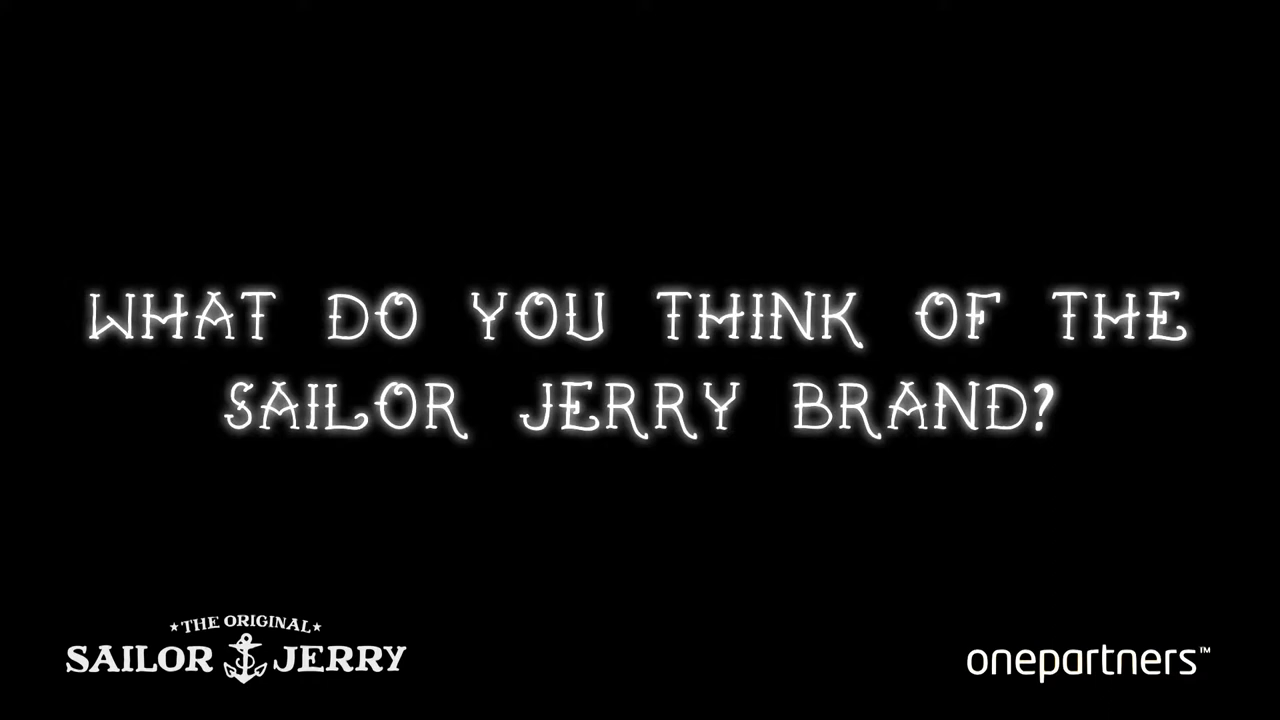 WHAT DO YOU THINK OF THE
SAILOR JERRY BRAND?
★THE ORIGINAL★
SAILOR JERRY
onepartners™